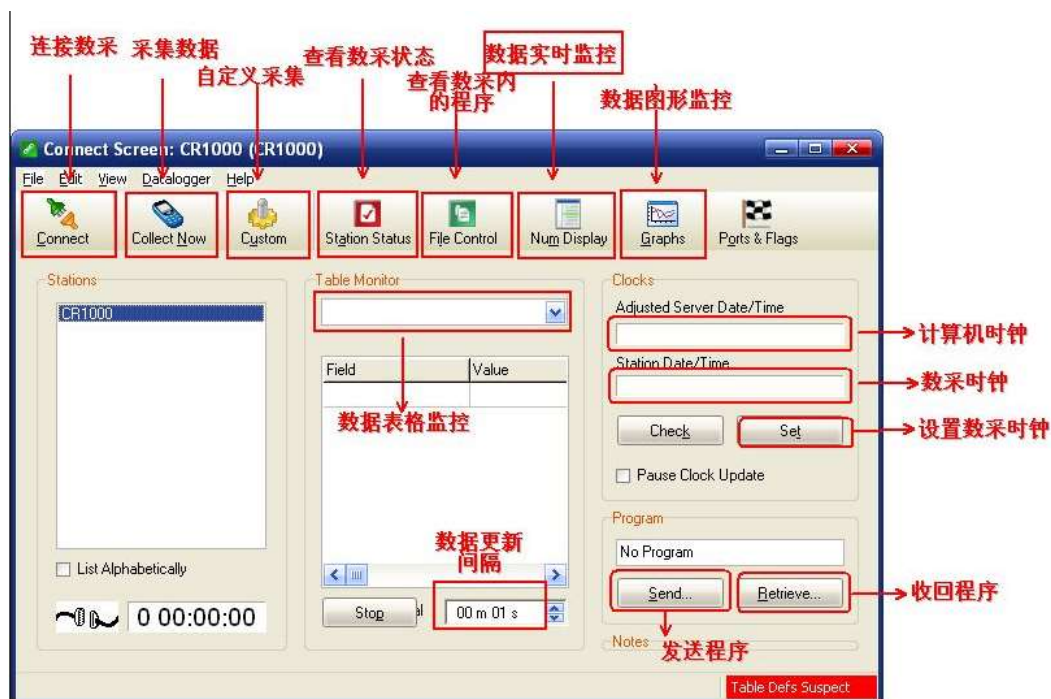 连接数采
采集数据
自定义采集
查看数采状态
查看数采内
的程序
数据实时监控
数据图形监控
Connect Screen: CR1000 (CR1000)
File Edit View Datalogger Help
Connect
Collect Now
Custom
Station Status
File Control
Num Display
Graphs
Ports & Flags
Stations
CR1000
List Alphabetically
0 00:00:00
Table Monitor
Field Value
数据表格监控
数据更新
间隔
Stop
00 m 01 s
Clocks
Adjusted Server Date/Time
计算机时钟
Station Date/Time
数采时钟
Check
Set
设置数采时钟
Pause Clock Update
Program
No Program
Send...
Retrieve...
收回程序
Notes
发送程序
Table Defs Suspect